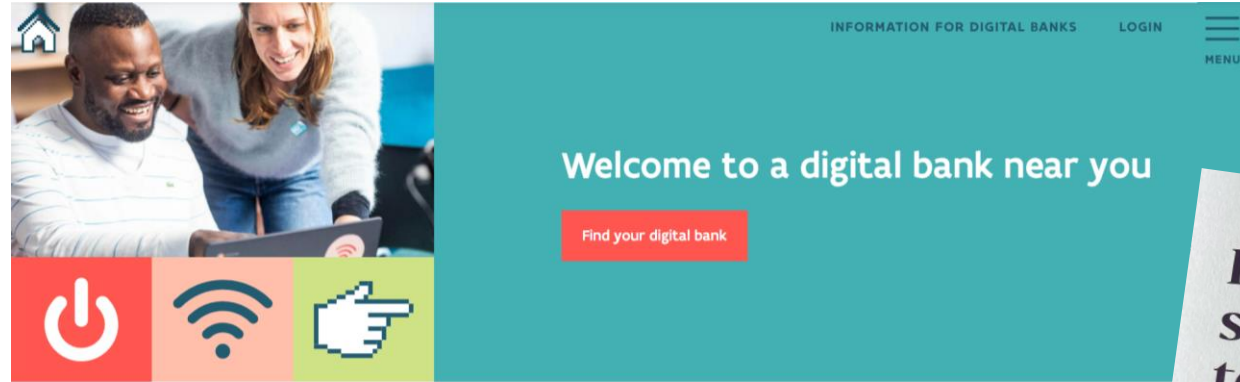 INFORMATION FOR DIGITAL BANKS LOGIN
MENU
Welcome to a digital bank near you
Find your digital bank